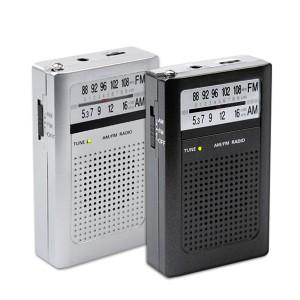 88 92 96 102 108 FM
5.3 7 9 12 16 AM
TUNE
AM/FM RADIO
88 92 96 102 108 FM
5.3 7 9 12 16 AM
TUNE
AM/FM RADIO
OFF